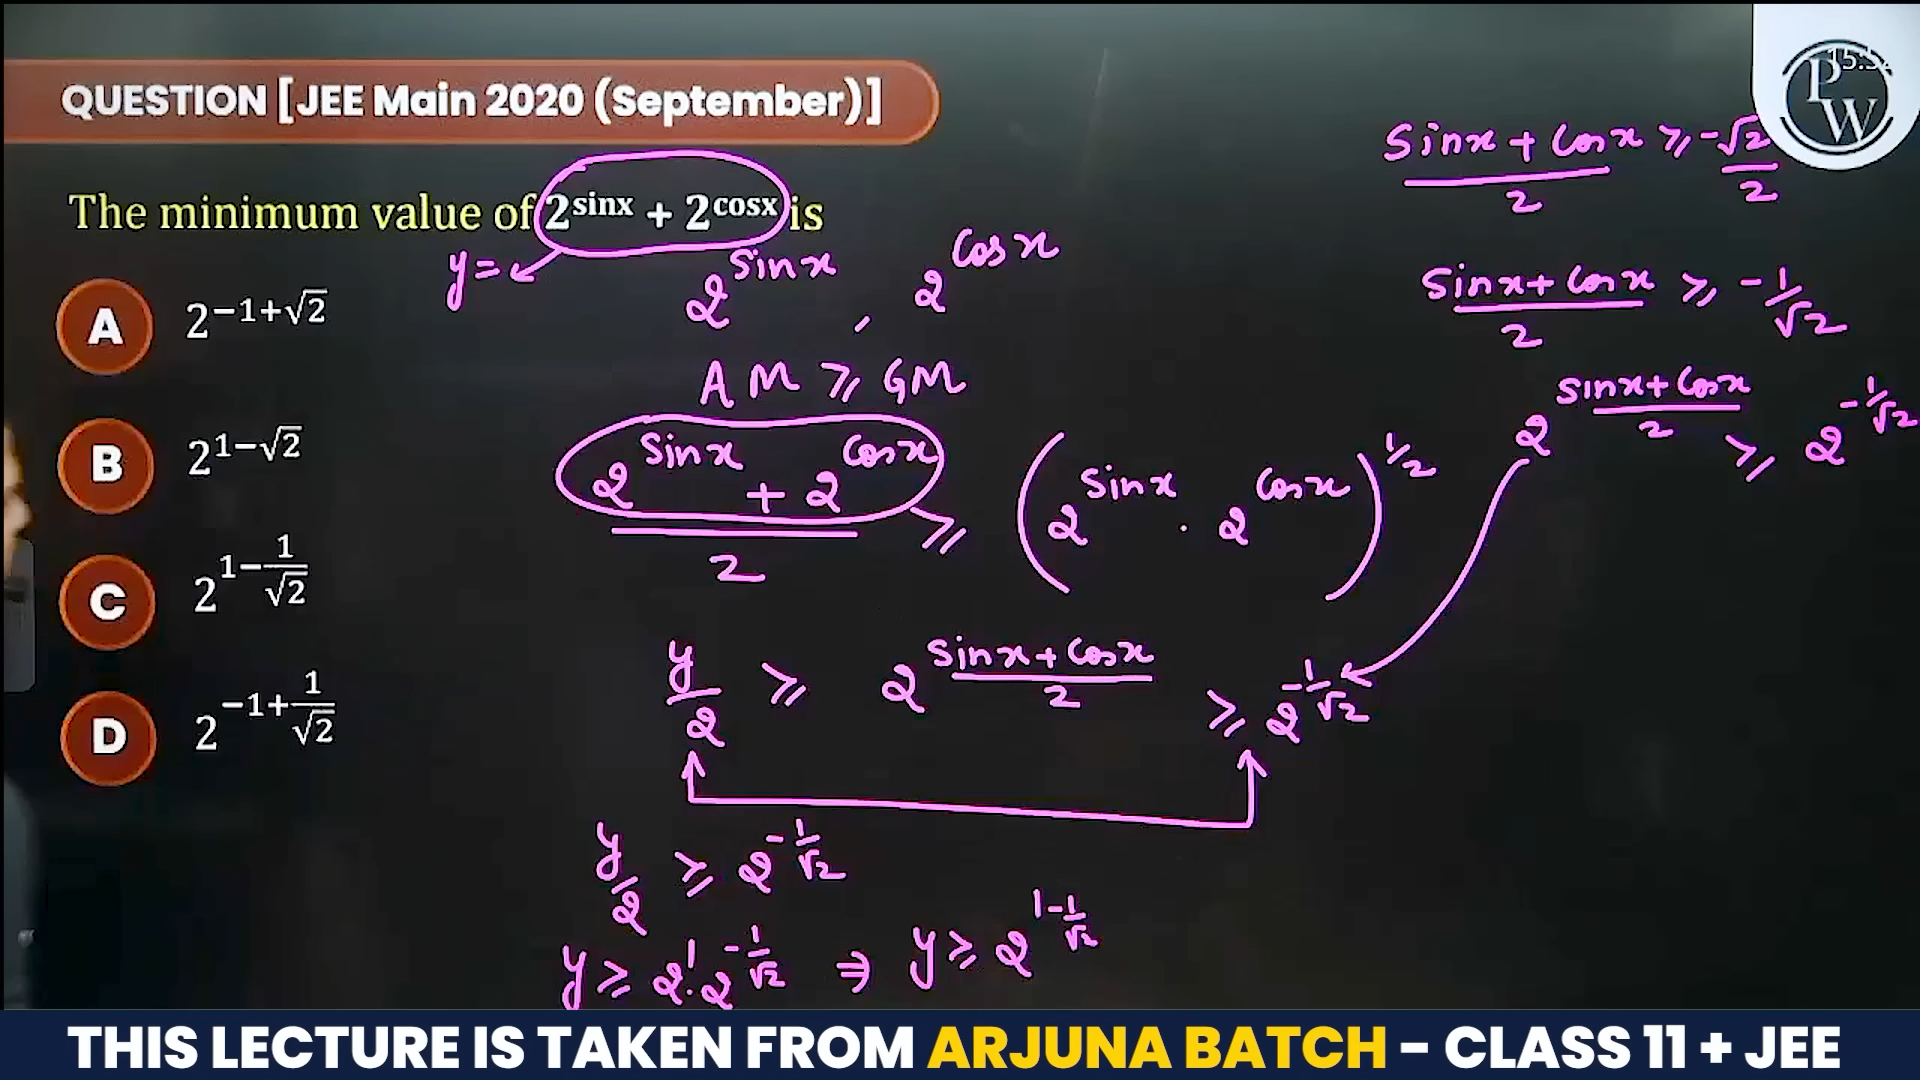 QUESTION [JEE Main 2020 (September)]
The minimum value of 2^sinx + 2^cosx is
y =
A 2^(−1+√2)
B 2^(1−√2)
C 2^(1−1/√2)
D 2^(−1+1/√2)
2^Sinx , 2^Cosx
AM ≥ GM
(2^Sinx + 2^Cosx)/2 ≥ (2^Sinx · 2^Cosx)^(1/2)
y/2 ≥ 2^((Sinx + Cosx)/2) ≥ 2^(−1/√2)
y/2 ≥ 2^(−1/√2)
y ≥ 2^1 · 2^(−1/√2) ⇒ y ≥ 2^(1−1/√2)
(Sinx + Cosx)/2 ≥ −√2/2
(Sinx + Cosx)/2 ≥ −1/√2
2^((Sinx + Cosx)/2) ≥ 2^(−1/√2)
PW
THIS LECTURE IS TAKEN FROM ARJUNA BATCH - CLASS 11 + JEE